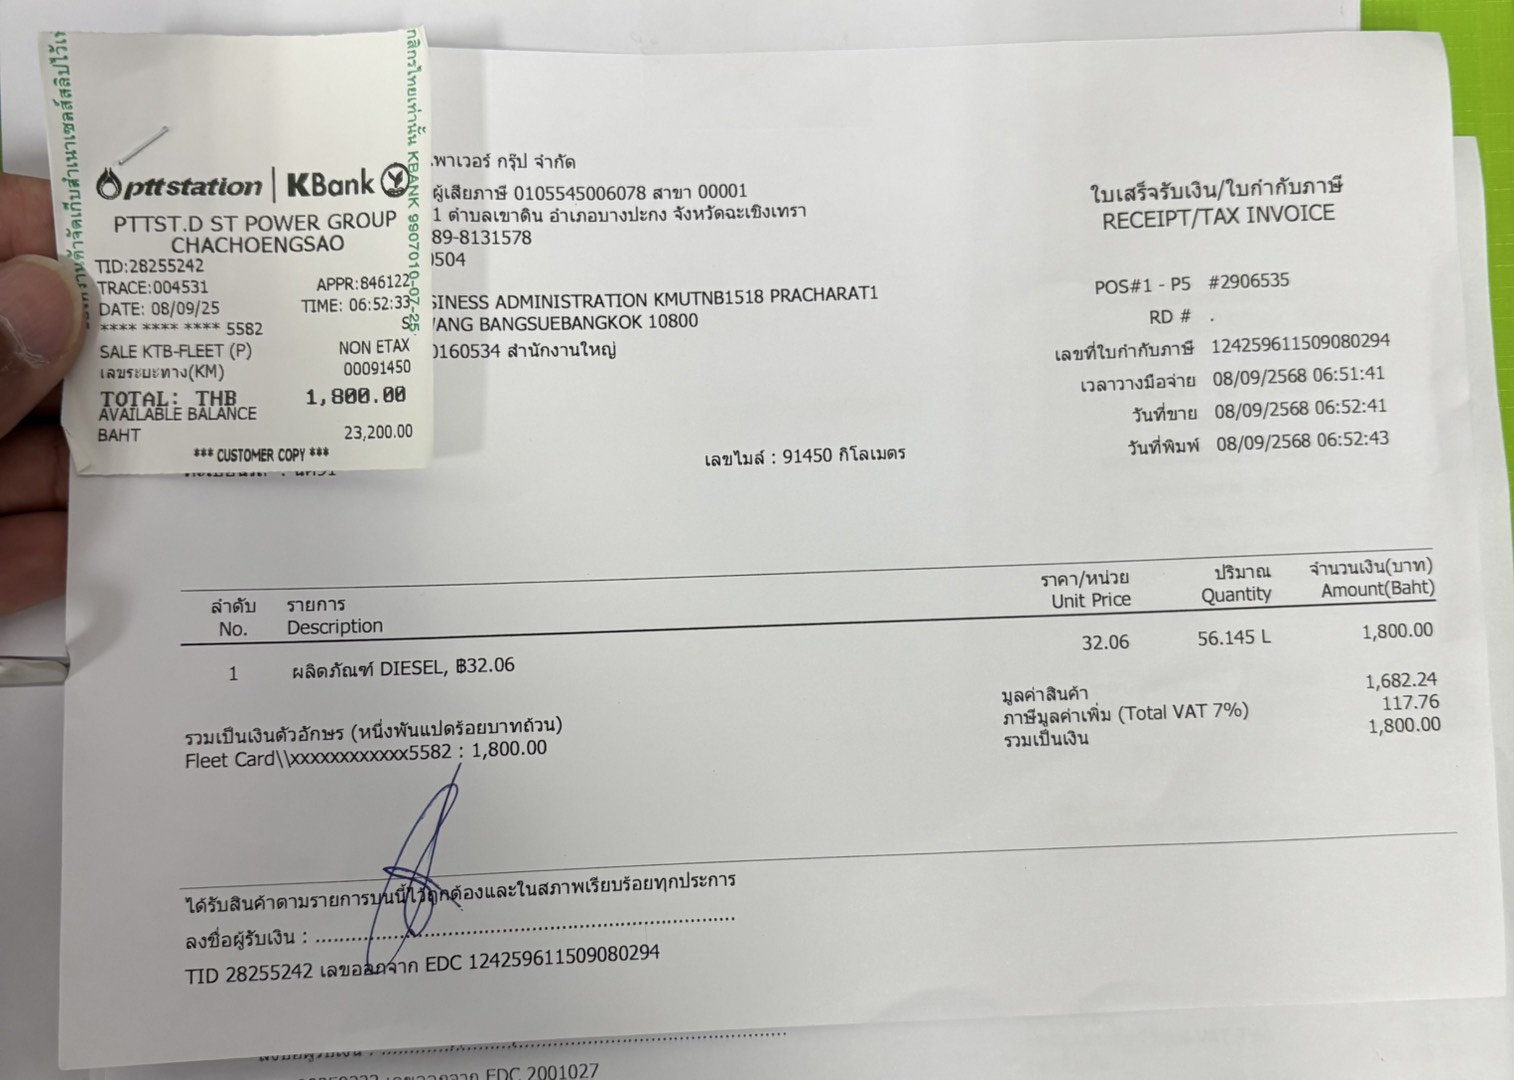 pttstation | KBank
PTTST.D ST POWER GROUP
CHACHOENGSAO
TID:28255242
TRACE:004531 APPR:846122
DATE: 08/09/25 TIME: 06:52:33
**** **** **** 5582 S
SALE KTB-FLEET (P) NON ETAX
เลขระยะทาง(KM) 00091450
TOTAL: THB 1,800.00
AVAILABLE BALANCE
BAHT 23,200.00
*** CUSTOMER COPY ***
กสิกรไทยเท่านั้น KBANK 9907010-07-25
พาเวอร์ กรุ๊ป จำกัด
ผู้เสียภาษี 0105545006078 สาขา 00001
1 ตำบลเขาดิน อำเภอบางปะกง จังหวัดฉะเชิงเทรา
89-8131578
0504
SINESS ADMINISTRATION KMUTNB1518 PRACHARAT1
ANG BANGSUEBANGKOK 10800
0160534 สำนักงานใหญ่
เลขไมล์ : 91450 กิโลเมตร
ใบเสร็จรับเงิน/ใบกำกับภาษี
RECEIPT/TAX INVOICE
POS#1 - P5 #2906535
RD # .
เลขที่ใบกำกับภาษี 124259611509080294
เวลาวางมือจ่าย 08/09/2568 06:51:41
วันที่ขาย 08/09/2568 06:52:41
วันที่พิมพ์ 08/09/2568 06:52:43
ลำดับ รายการ ราคา/หน่วย ปริมาณ จำนวนเงิน(บาท)
No. Description Unit Price Quantity Amount(Baht)
1 ผลิตภัณฑ์ DIESEL, ฿32.06 32.06 56.145 L 1,800.00
มูลค่าสินค้า 1,682.24
ภาษีมูลค่าเพิ่ม (Total VAT 7%) 117.76
รวมเป็นเงิน 1,800.00
รวมเป็นเงินตัวอักษร (หนึ่งพันแปดร้อยบาทถ้วน)
Fleet Card\\xxxxxxxxxxxx5582 : 1,800.00
ได้รับสินค้าตามรายการบนนี้ไว้ถูกต้องและในสภาพเรียบร้อยทุกประการ
ลงชื่อผู้รับเงิน :
TID 28255242 เลขออกจาก EDC 124259611509080294
ลงชื่อผู้รับเงิน :
เลขออกจาก EDC 2001027